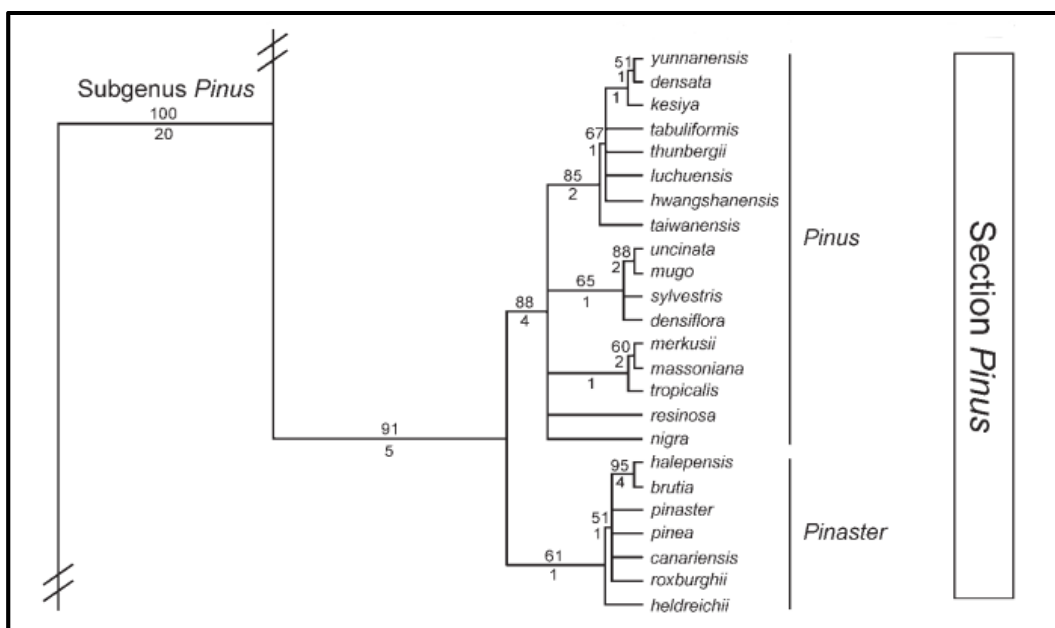 Subgenus Pinus
100
20
91
5
88
4
85
2
67
1
51
1
1
yunnanensis
densata
kesiya
tabuliformis
thunbergii
luchuensis
hwangshanensis
taiwanensis
65
1
88
2
uncinata
mugo
sylvestris
densiflora
1
60
2
merkusii
massoniana
tropicalis
resinosa
nigra
Pinus
61
1
51
1
95
4
halepensis
brutia
pinaster
pinea
canariensis
roxburghii
heldreichii
Pinaster
Section Pinus